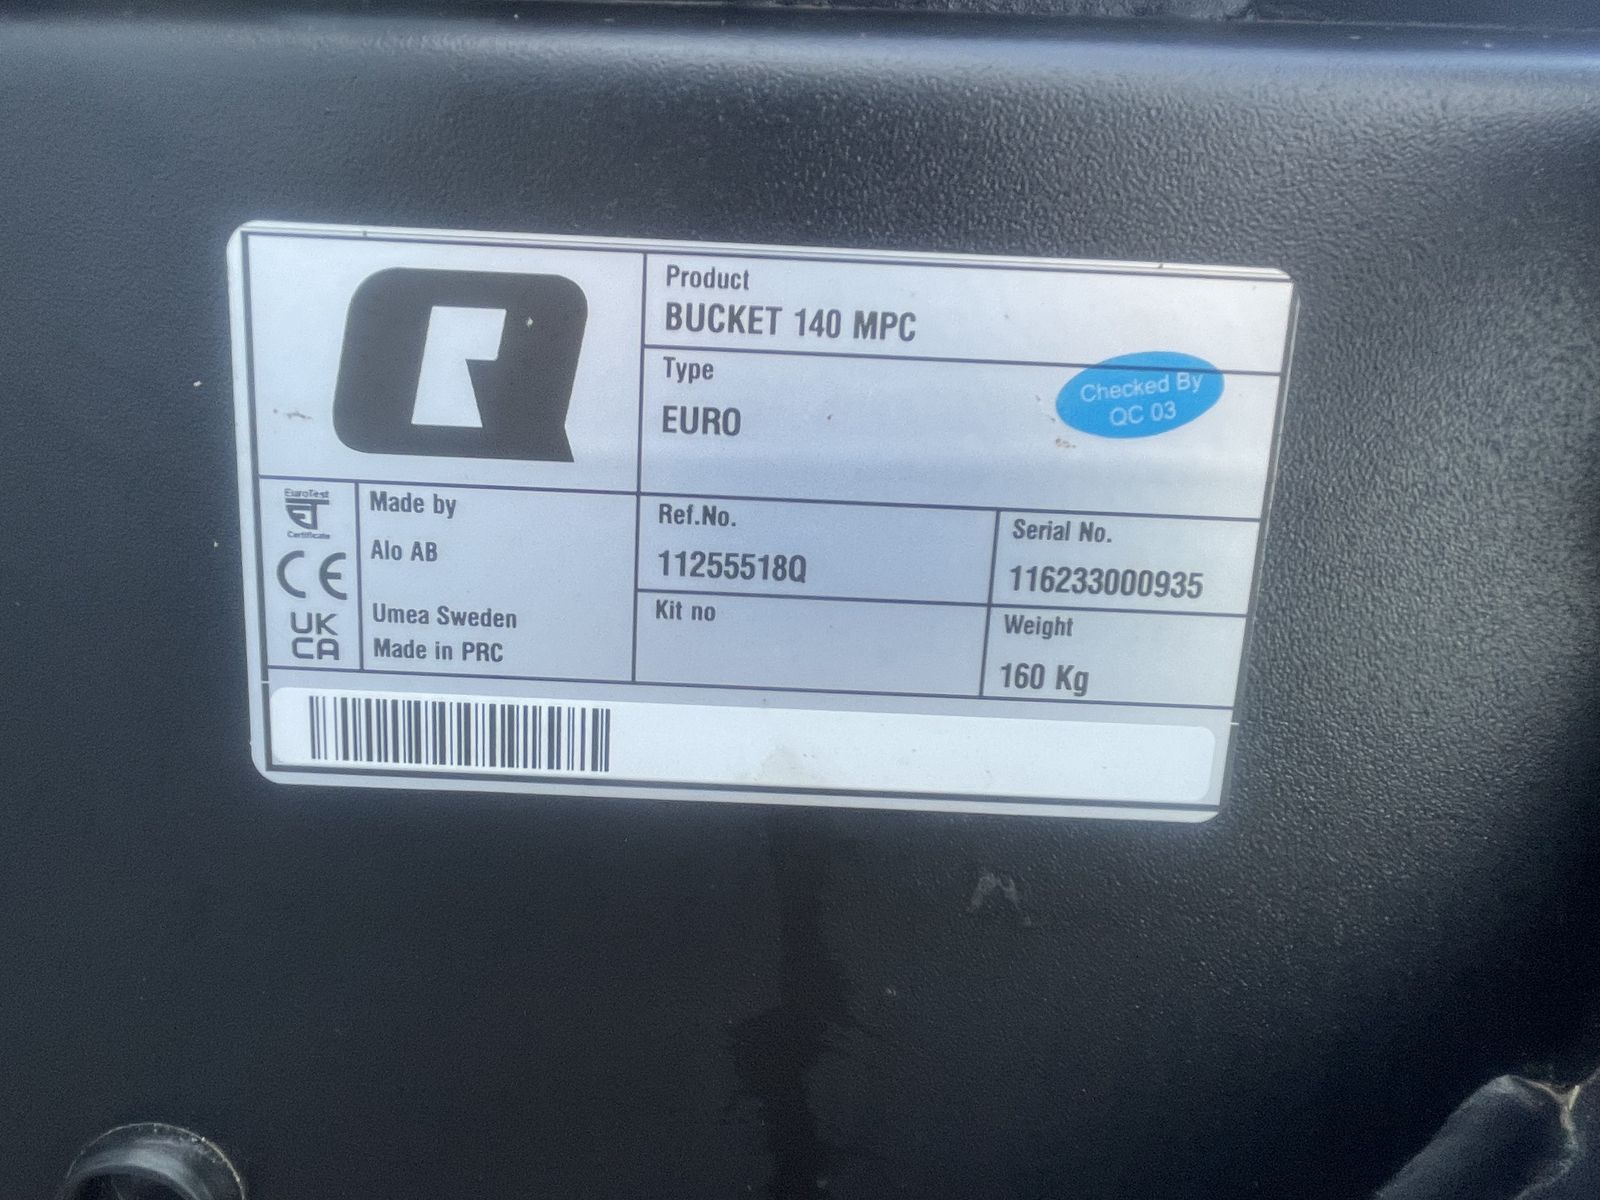 Product
BUCKET 140 MPC
Type
EURO
Checked By
QC 03
EuroTest
Certificate
CE
UK
CA
Made by
Alo AB
Umea Sweden
Made in PRC
Ref.No.
11255518Q
Serial No.
116233000935
Kit no
Weight
160 Kg